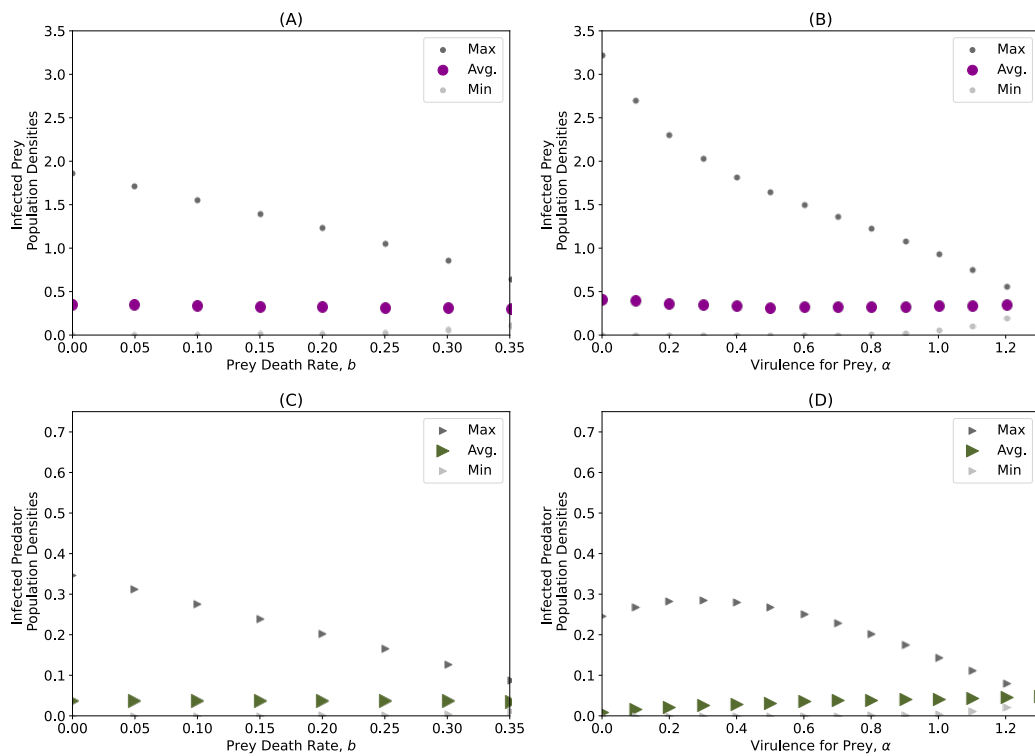 (A)
3.5
3.0
2.5
2.0
1.5
1.0
0.5
0.0
Infected Prey
Population Densities
Max
Avg.
Min
0.00 0.05 0.10 0.15 0.20 0.25 0.30 0.35
Prey Death Rate, b
(B)
3.5
3.0
2.5
2.0
1.5
1.0
0.5
0.0
Infected Prey
Population Densities
Max
Avg.
Min
0.0 0.2 0.4 0.6 0.8 1.0 1.2
Virulence for Prey, α
(C)
0.7
0.6
0.5
0.4
0.3
0.2
0.1
0.0
Infected Predator
Population Densities
Max
Avg.
Min
0.00 0.05 0.10 0.15 0.20 0.25 0.30 0.35
Prey Death Rate, b
(D)
0.7
0.6
0.5
0.4
0.3
0.2
0.1
0.0
Infected Predator
Population Densities
Max
Avg.
Min
0.0 0.2 0.4 0.6 0.8 1.0 1.2
Virulence for Prey, α